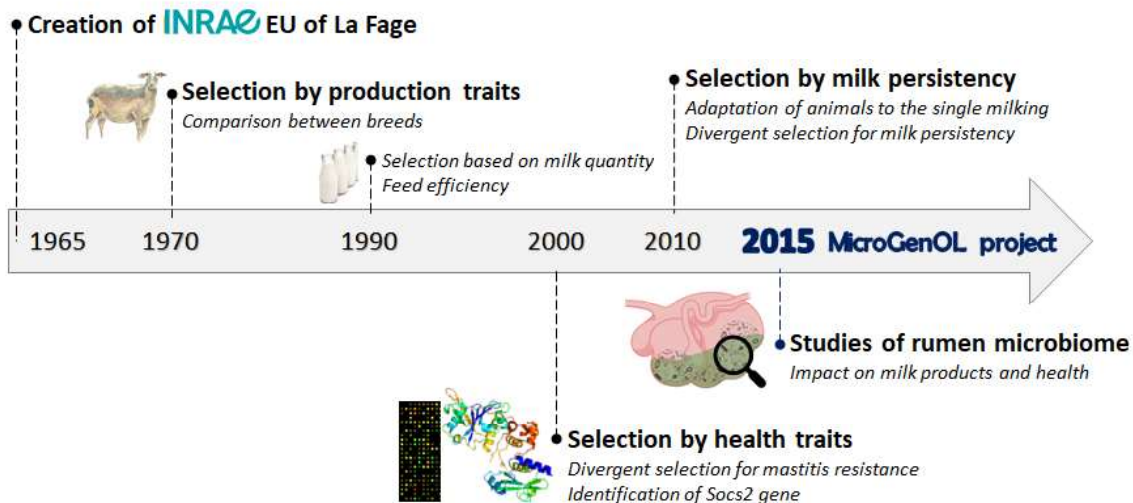 Creation of INRAE EU of La Fage
Selection by production traits
Comparison between breeds
Selection based on milk quantity
Feed efficiency
Selection by milk persistency
Adaptation of animals to the single milking
Divergent selection for milk persistency
1965 1970 1990 2000 2010 2015 MicroGenOL project
Studies of rumen microbiome
Impact on milk products and health
Selection by health traits
Divergent selection for mastitis resistance
Identification of Socs2 gene